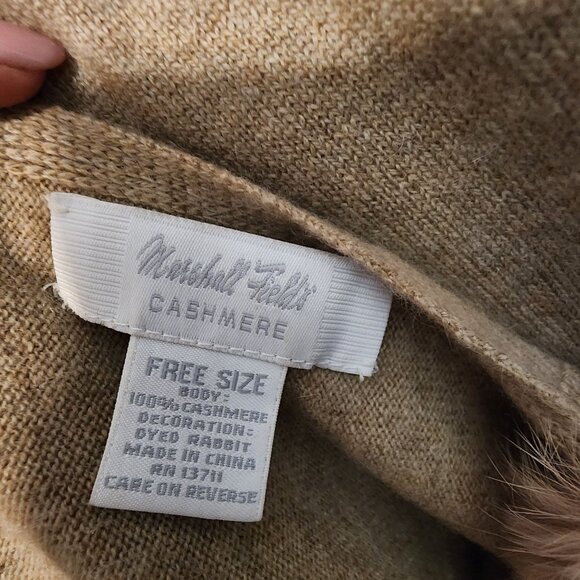 Marshall Field's
CASHMERE
FREE SIZE
BODY:
100% CASHMERE
DECORATION:
DYED RABBIT
MADE IN CHINA
RN 13711
CARE ON REVERSE